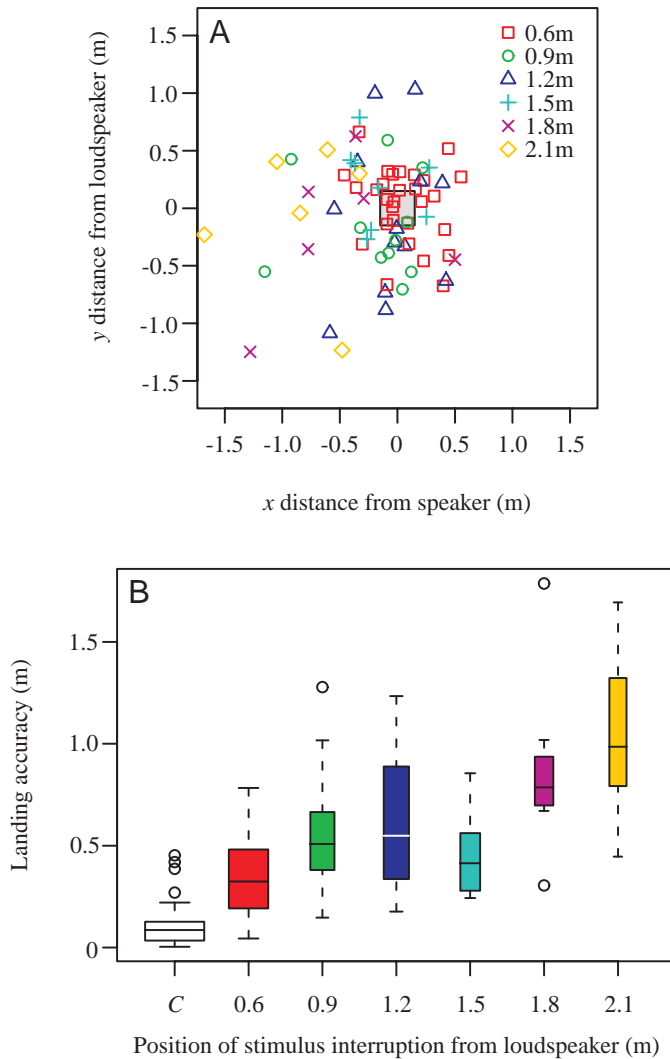 A
0.6m
0.9m
1.2m
1.5m
1.8m
2.1m
1.5
1.0
0.5
0
-0.5
-1.0
-1.5
y distance from loudspeaker (m)
-1.5 -1.0 -0.5 0 0.5 1.0 1.5
x distance from speaker (m)
B
1.5
1.0
0.5
0
Landing accuracy (m)
C 0.6 0.9 1.2 1.5 1.8 2.1
Position of stimulus interruption from loudspeaker (m)